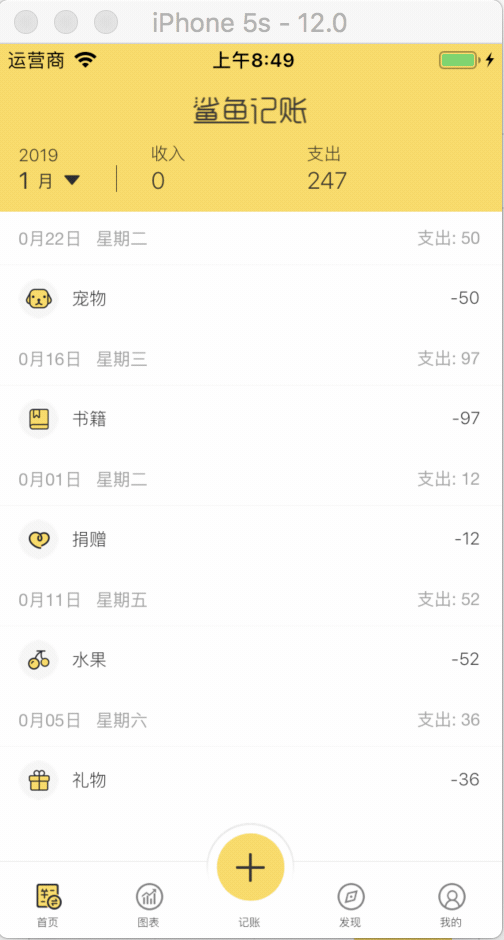 iPhone 5s - 12.0
运营商 上午8:49
鲨鱼记账
2019 收入 支出
1 月 0 247
0月22日 星期二 支出: 50
宠物 -50
0月16日 星期三 支出: 97
书籍 -97
0月01日 星期二 支出: 12
捐赠 -12
0月11日 星期五 支出: 52
水果 -52
0月05日 星期六 支出: 36
礼物 -36
首页 图表 记账 发现 我的